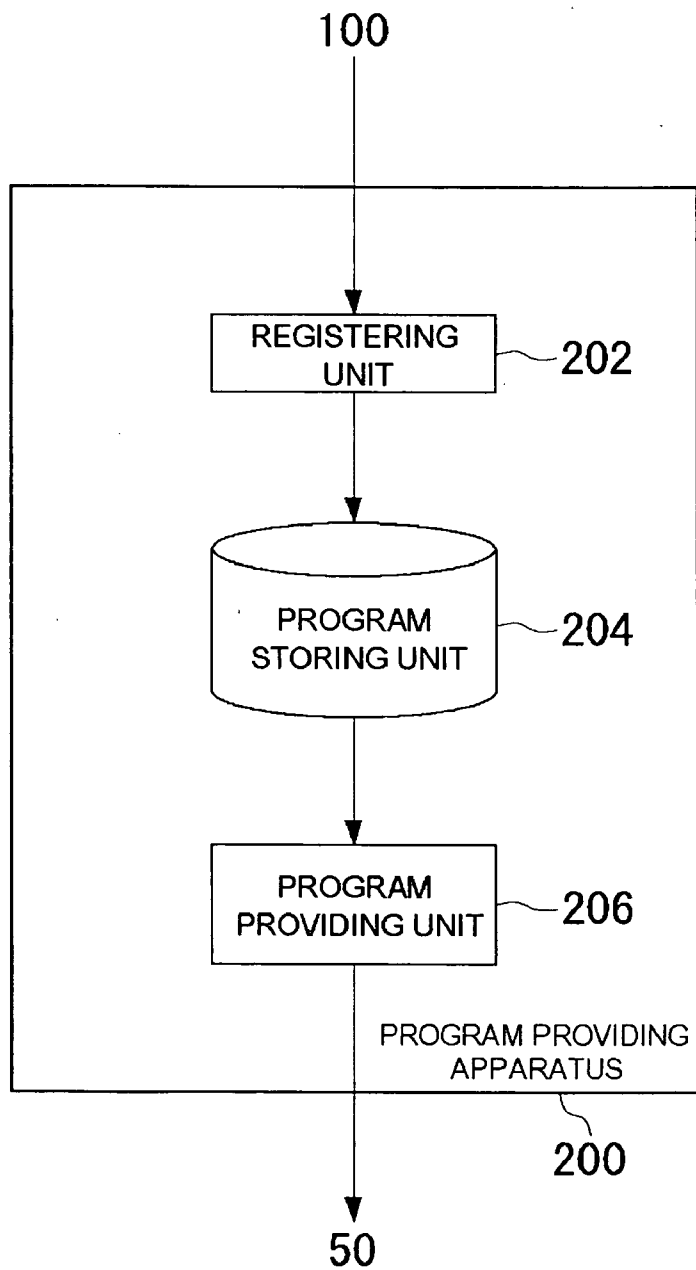 100
REGISTERING
UNIT
202
PROGRAM
STORING UNIT
204
PROGRAM
PROVIDING UNIT
206
PROGRAM PROVIDING
APPARATUS
200
50